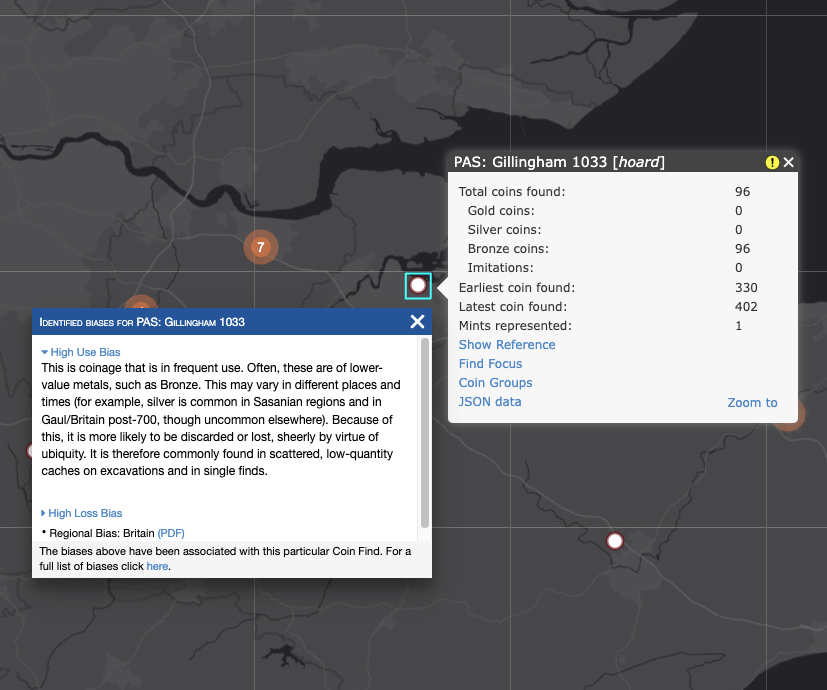 PAS: Gillingham 1033 [hoard]
Total coins found: 96
Gold coins: 0
Silver coins: 0
Bronze coins: 96
Imitations: 0
Earliest coin found: 330
Latest coin found: 402
Mints represented: 1
Show Reference
Find Focus
Coin Groups
JSON data
Zoom to
7
Identified biases for PAS: Gillingham 1033
High Use Bias
This is coinage that is in frequent use. Often, these are of lower-
value metals, such as Bronze. This may vary in different places and
times (for example, silver is common in Sasanian regions and in
Gaul/Britain post-700, though uncommon elsewhere). Because of
this, it is more likely to be discarded or lost, sheerly by virtue of
ubiquity. It is therefore commonly found in scattered, low-quantity
caches on excavations and in single finds.
High Loss Bias
• Regional Bias: Britain (PDF)
The biases above have been associated with this particular Coin Find. For a
full list of biases click here.